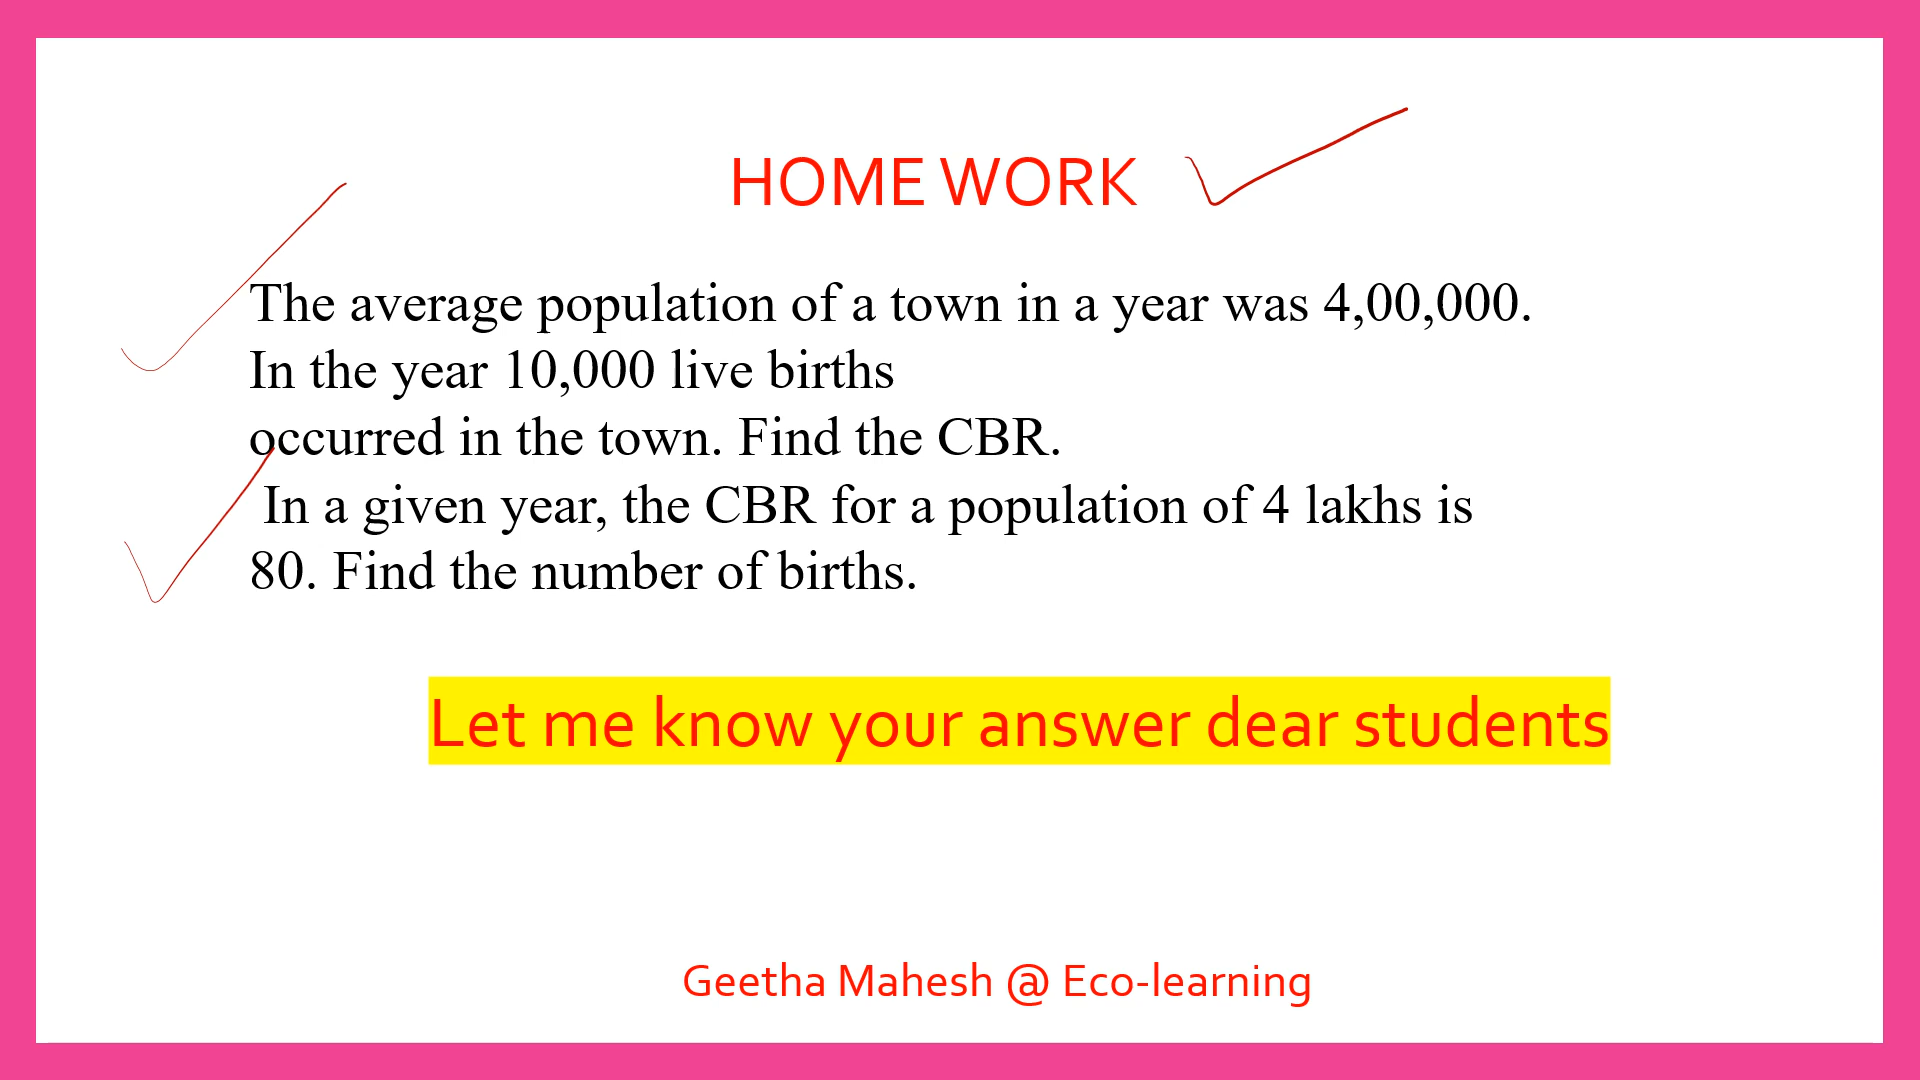 HOME WORK
The average population of a town in a year was 4,00,000.
In the year 10,000 live births
occurred in the town. Find the CBR.
In a given year, the CBR for a population of 4 lakhs is
80. Find the number of births.
Let me know your answer dear students
Geetha Mahesh @ Eco-learning